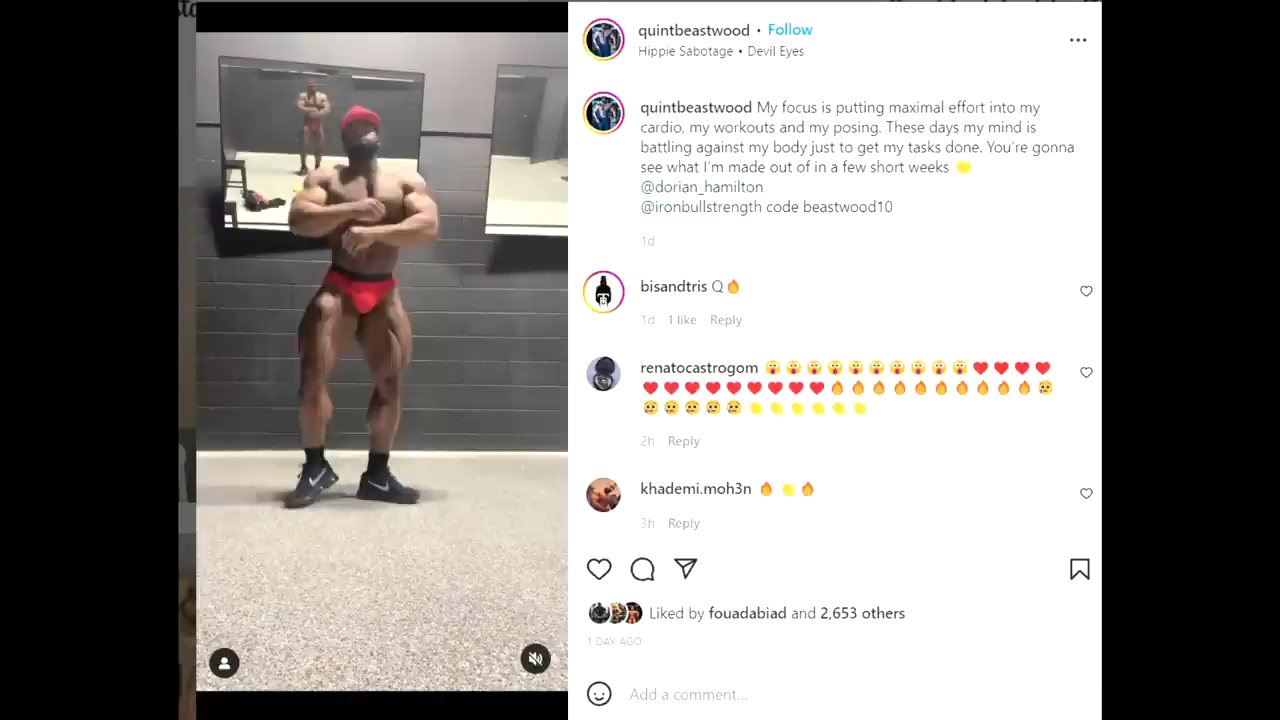 quintbeastwood • Follow
Hippie Sabotage • Devil Eyes
quintbeastwood My focus is putting maximal effort into my
cardio, my workouts and my posing. These days my mind is
battling against my body just to get my tasks done. You're gonna
see what I'm made out of in a few short weeks
@dorian_hamilton
@ironbullstrength code beastwood10
1d
bisandtris Q🔥
1d 1 like Reply
renatocastrogom 😲😲😲😲😲😲😲😲😲😲❤️❤️❤️❤️
❤️❤️❤️❤️❤️❤️❤️❤️❤️🔥🔥🔥🔥🔥🔥🔥🔥🔥🔥😢
😢😢😢😢😢👏👏👏👏👏👏
2h Reply
khademi.moh3n 🔥👏🔥
3h Reply
Liked by fouadabiad and 2,653 others
1 DAY AGO
Add a comment...